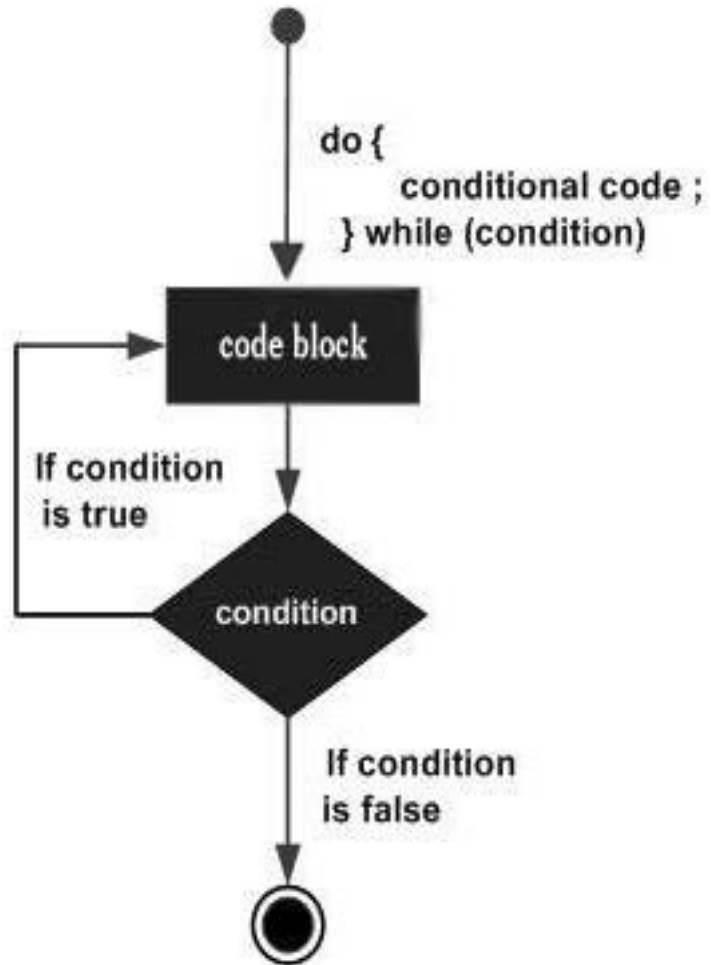 do {
conditional code ;
} while (condition)
code block
If condition
is true
condition
If condition
is false